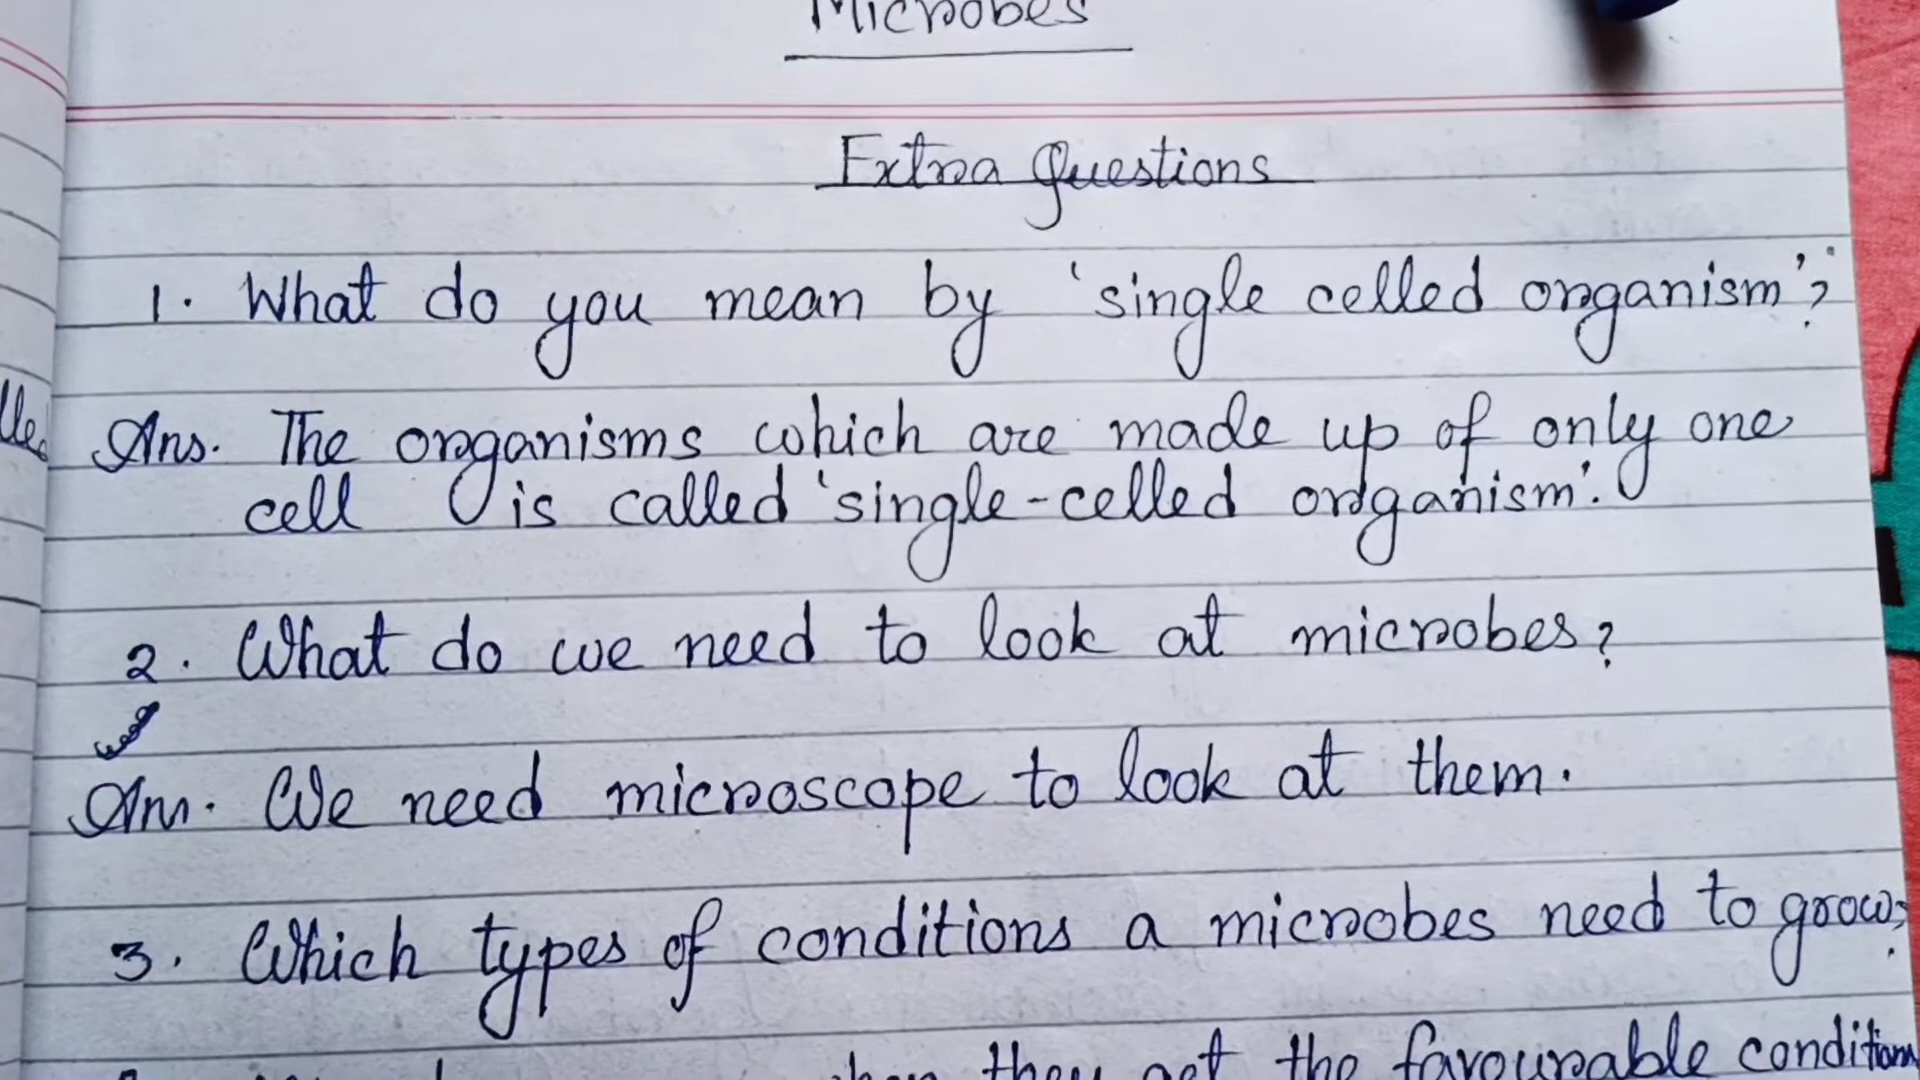 Microbes
Extra Questions
1. What do you mean by 'single celled organism'?
Ans. The organisms which are made up of only one
cell is called 'single-celled organism'.
2. What do we need to look at microbes?
Ans. We need microscope to look at them.
3. Which types of conditions a microbes need to grow?
they get the favourable condition